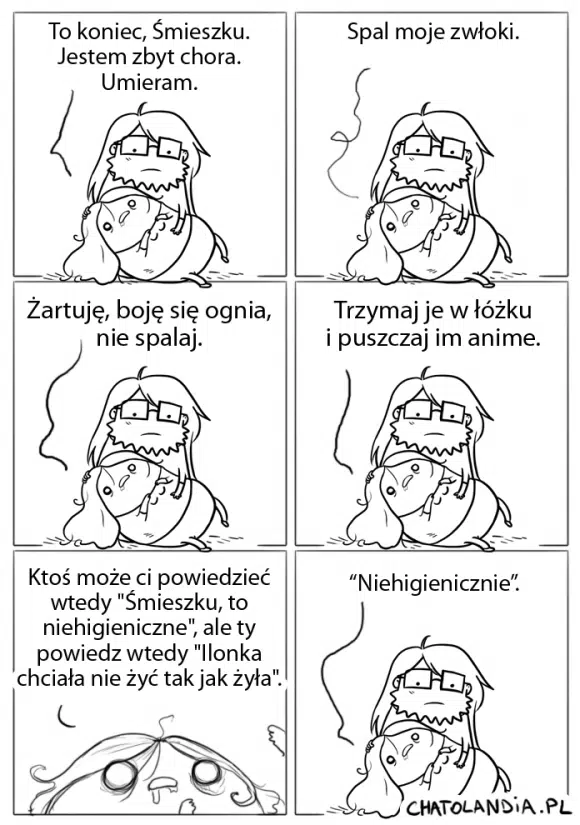 To koniec, Śmieszku.
Jestem zbyt chora.
Umieram.
Spal moje zwłoki.
Żartuję, boję się ognia,
nie spalaj.
Trzymaj je w łóżku
i puszczaj im anime.
Ktoś może ci powiedzieć
wtedy "Śmieszku, to
niehigieniczne", ale ty
powiedz wtedy "Ilonka
chciała nie żyć tak jak żyła".
“Niehigienicznie”.
CHATOLANDiA.PL